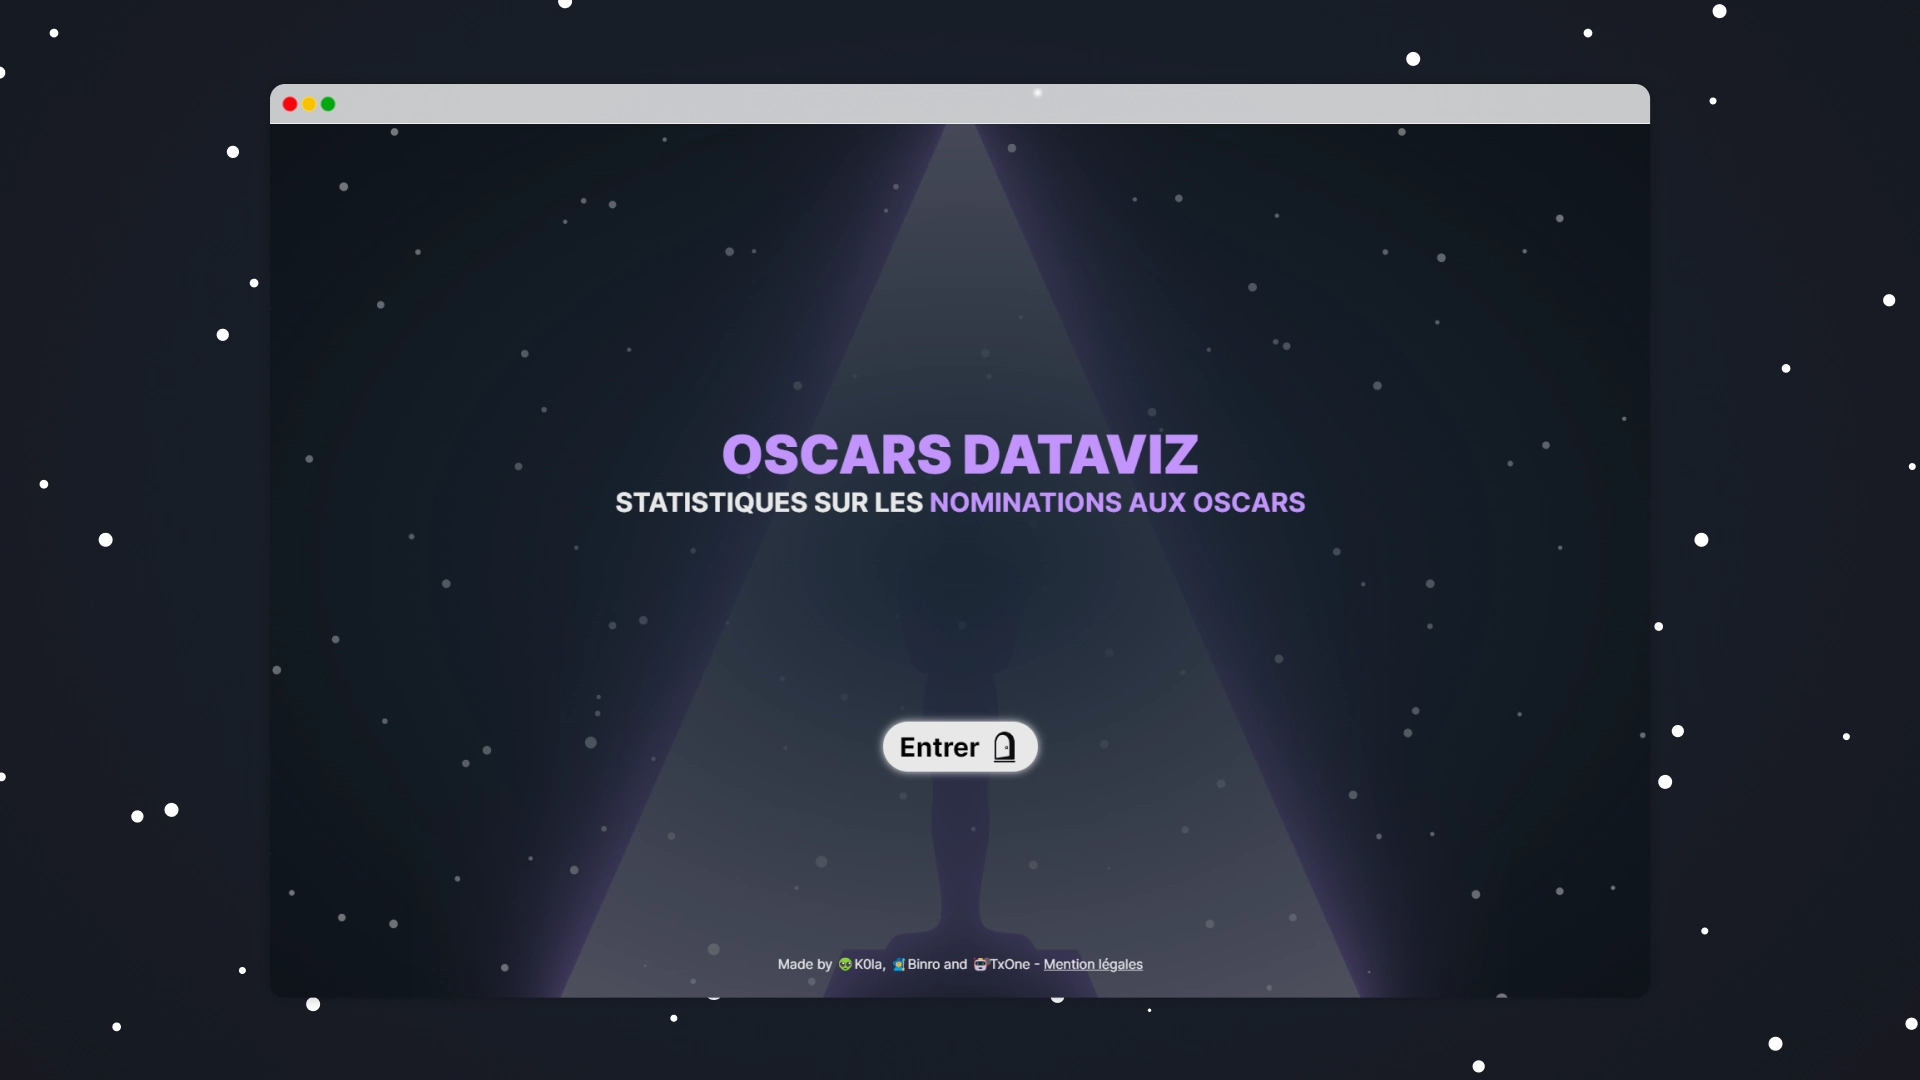 OSCARS DATAVIZ
STATISTIQUES SUR LES NOMINATIONS AUX OSCARS
Entrer
Made by K0la, Binro and TxOne - Mention légales